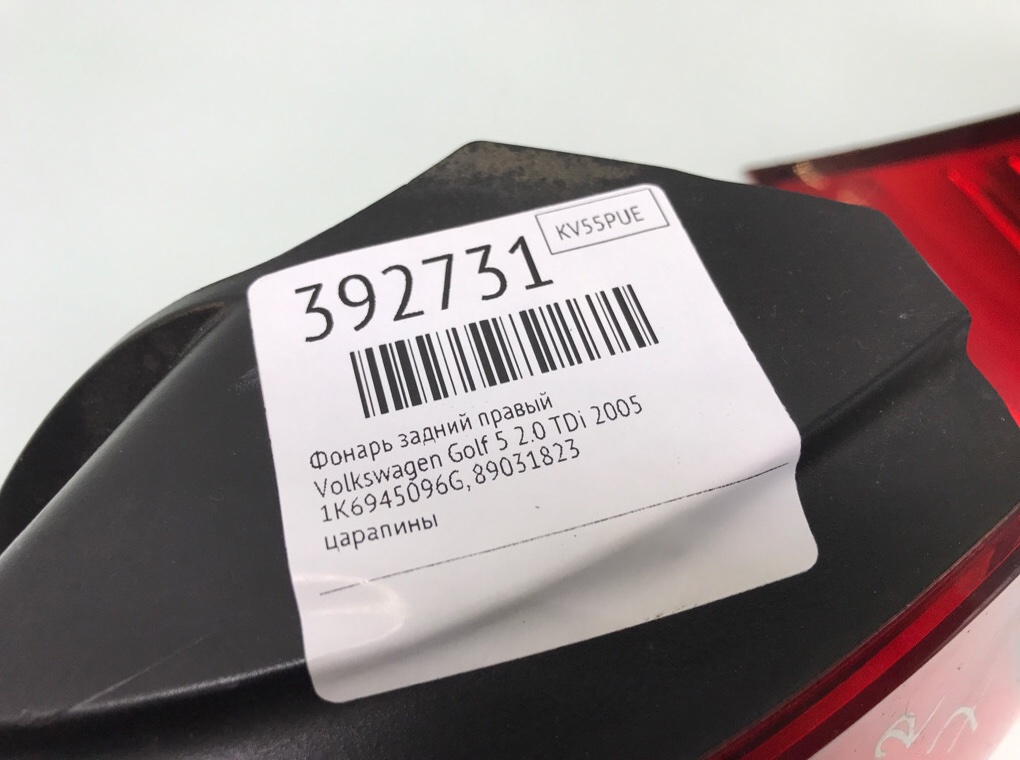 KV55PUE
392731
Фонарь задний правый
Volkswagen Golf 5 2.0 TDi 2005
1K6945096G, 89031823
царапины